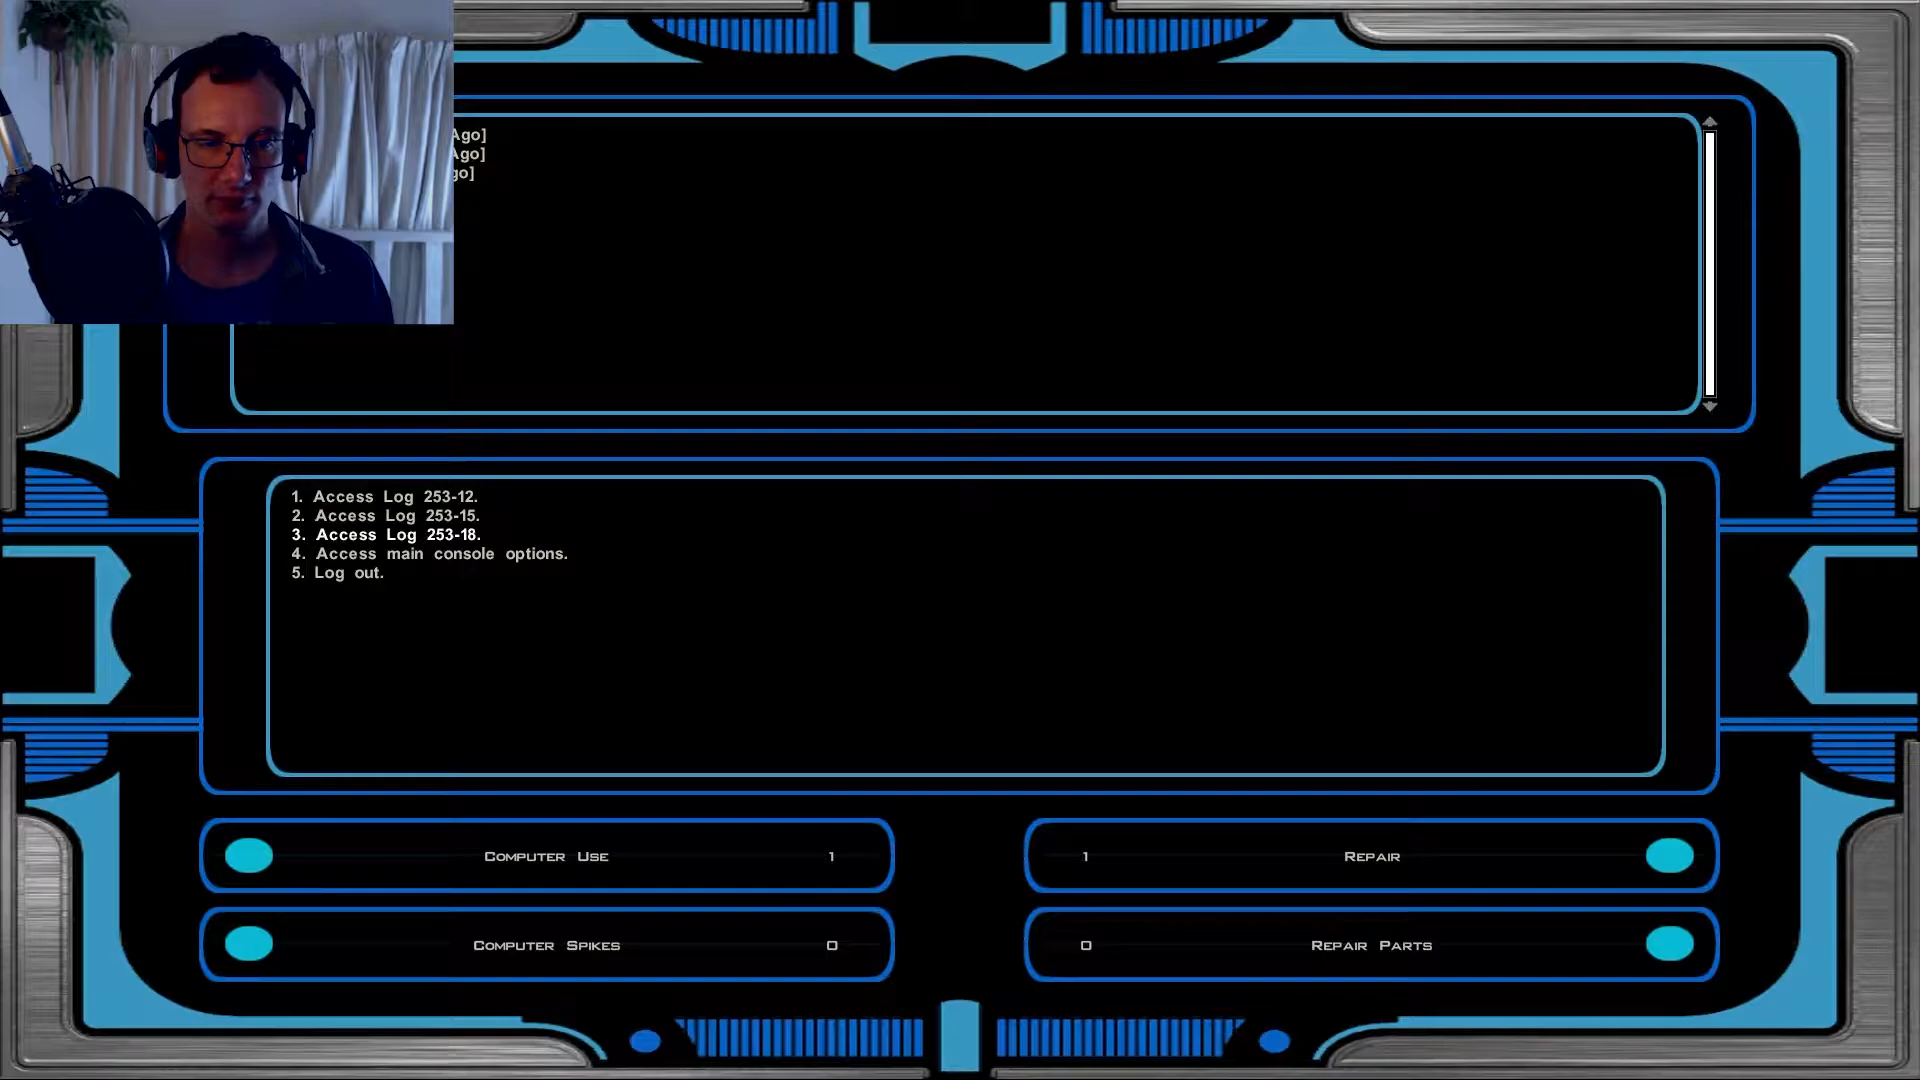 Ago]
Ago]
go]
1. Access Log 253-12.
2. Access Log 253-15.
3. Access Log 253-18.
4. Access main console options.
5. Log out.
Computer Use 1
1 Repair
Computer Spikes 0
0 Repair Parts